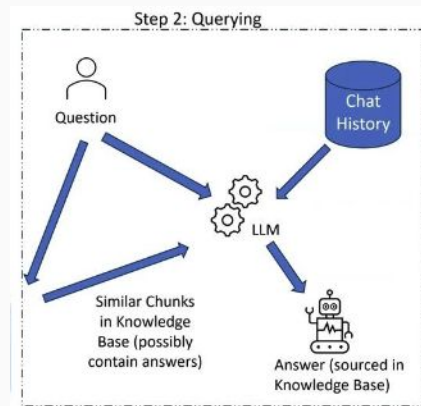 Step 2: Querying
Question
Chat
History
LLM
Similar Chunks
in Knowledge
Base (possibly
contain answers)
Answer (sourced in
Knowledge Base)